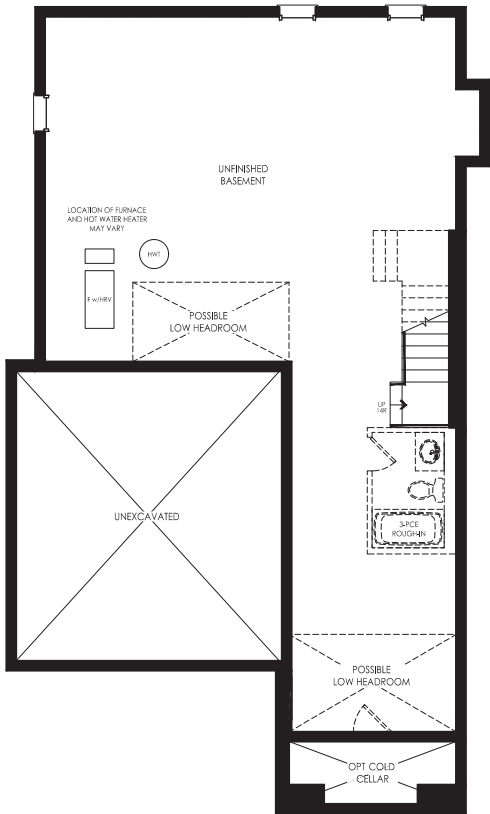 UNFINISHED
BASEMENT
LOCATION OF FURNACE
AND HOT WATER HEATER
MAY VARY
HWT
F w/HRV
POSSIBLE
LOW HEADROOM
UP
14R
UNEXCAVATED
3-PCE
ROUGH-IN
POSSIBLE
LOW HEADROOM
OPT COLD
CELLAR